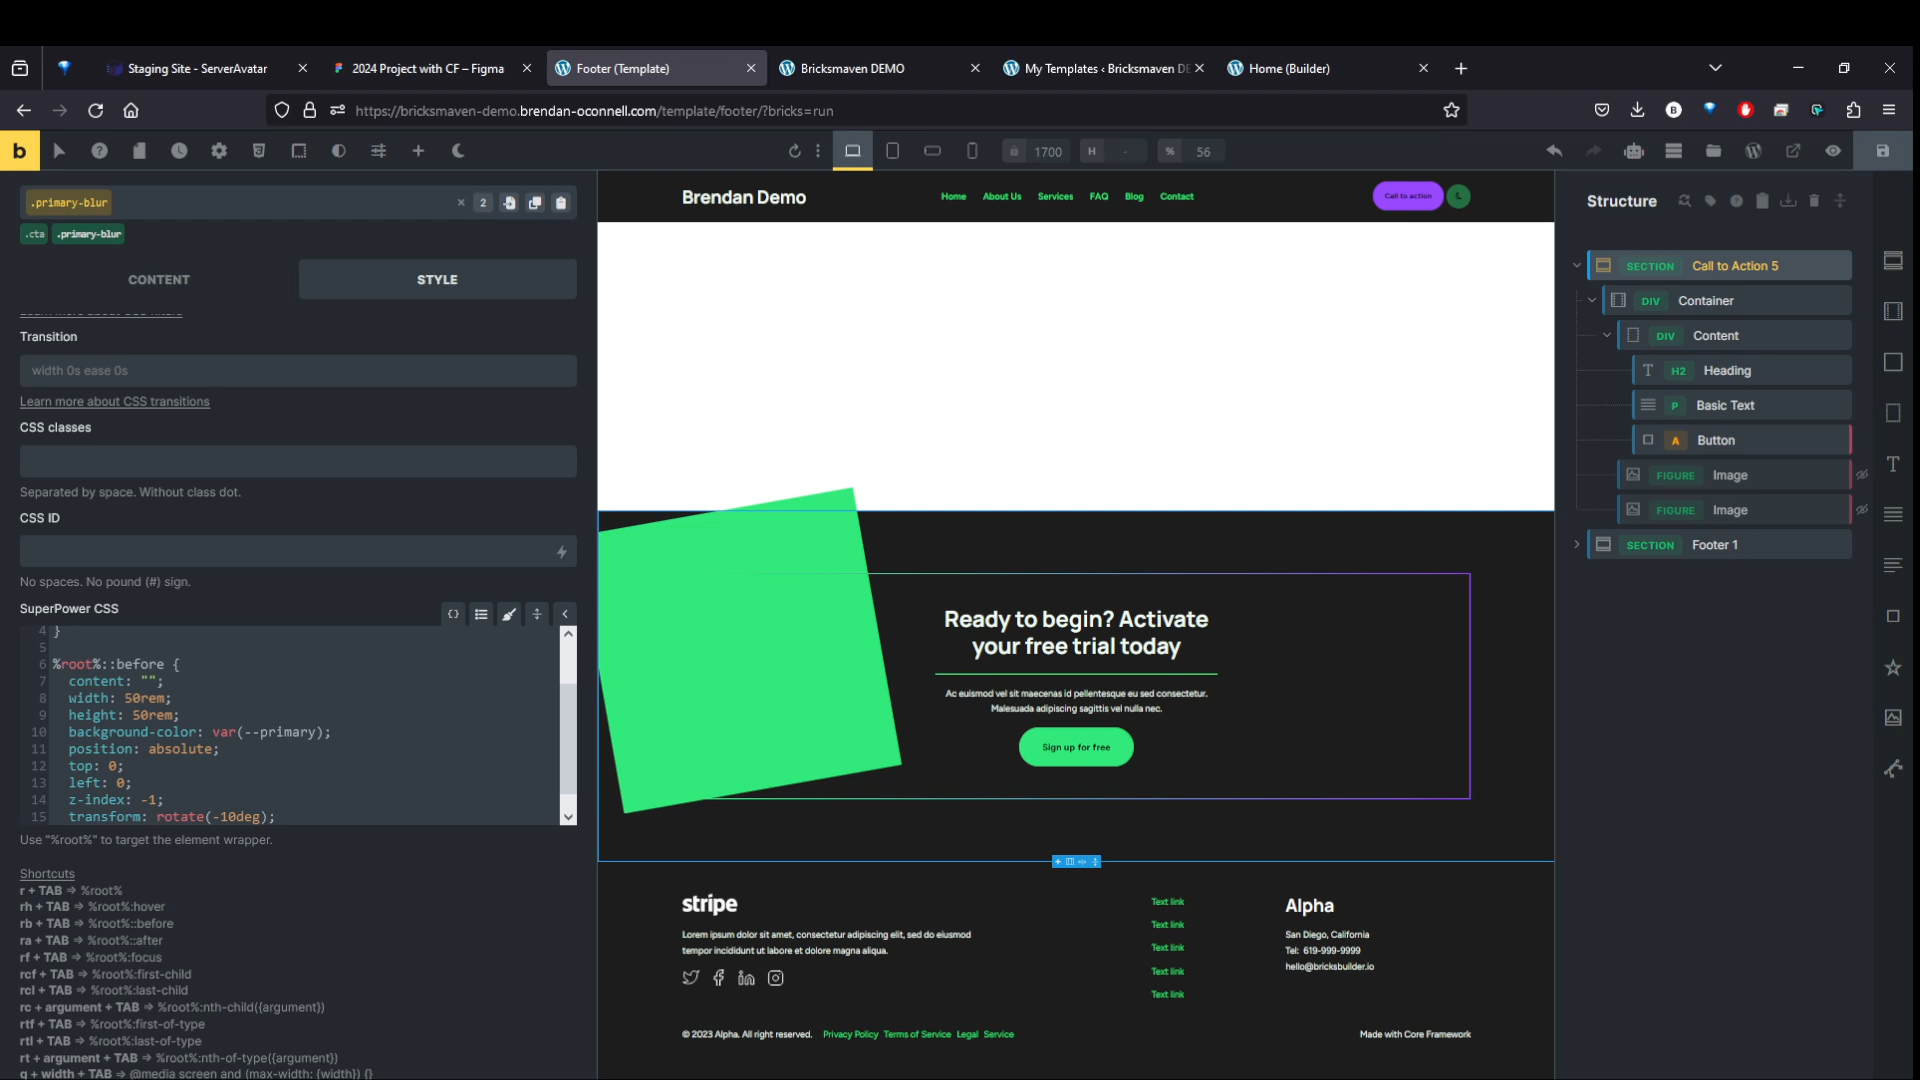 Staging Site - ServerAvatar
2024 Project with CF – Figma
Footer (Template)
Bricksmaven DEMO
My Templates ‹ Bricksmaven DE
Home (Builder)
https://bricksmaven-demo.brendan-oconnell.com/template/footer/?bricks=run
b
1700
H
-
%
56
.primary-blur
2
.cta
.primary-blur
CONTENT
STYLE
Transition
width 0s ease 0s
Learn more about CSS transitions
CSS classes
Separated by space. Without class dot.
CSS ID
No spaces. No pound (#) sign.
SuperPower CSS
4 }
5
6 %root%::before {
7 content: "";
8 width: 50rem;
9 height: 50rem;
10 background-color: var(--primary);
11 position: absolute;
12 top: 0;
13 left: 0;
14 z-index: -1;
15 transform: rotate(-10deg);
Use "%root%" to target the element wrapper.
Shortcuts
r + TAB ⇒ %root%
rh + TAB ⇒ %root%:hover
rb + TAB ⇒ %root%::before
ra + TAB ⇒ %root%::after
rf + TAB ⇒ %root%:focus
rcf + TAB ⇒ %root%:first-child
rcl + TAB ⇒ %root%:last-child
rc + argument + TAB ⇒ %root%:nth-child({argument})
rtf + TAB ⇒ %root%:first-of-type
rtl + TAB ⇒ %root%:last-of-type
rt + argument + TAB ⇒ %root%:nth-of-type({argument})
q + width + TAB ⇒ @media screen and (max-width: {width}) {}
Brendan Demo
Home
About Us
Services
FAQ
Blog
Contact
Call to action
Ready to begin? Activate
your free trial today
Ac euismod vel sit maecenas id pellentesque eu sed consectetur.
Malesuada adipiscing sagittis vel nulla nec.
Sign up for free
stripe
Lorem ipsum dolor sit amet, consectetur adipiscing elit, sed do eiusmod
tempor incididunt ut labore et dolore magna aliqua.
Text link
Text link
Text link
Text link
Text link
Alpha
San Diego, California
Tel: 619-999-9999
hello@bricksbuilder.io
© 2023 Alpha. All right reserved.
Privacy Policy
Terms of Service
Legal
Service
Made with Core Framework
Structure
SECTION Call to Action 5
DIV Container
DIV Content
H2 Heading
P Basic Text
A Button
FIGURE Image
FIGURE Image
SECTION Footer 1